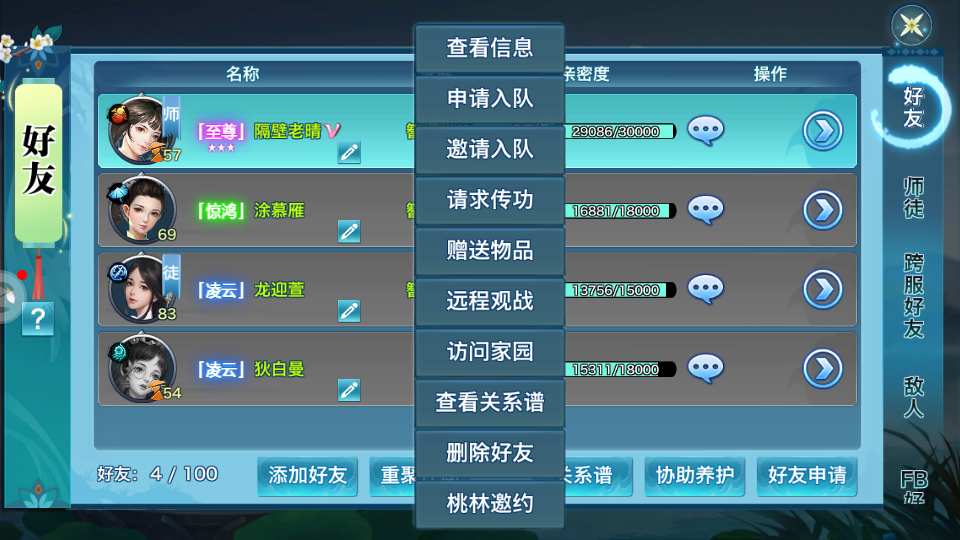 好友
?
名称
亲密度
操作
师
57
「至尊」 隔壁老晴
29086/30000
69
「惊鸿」 涂慕雁
16881/18000
徒
83
「凌云」 龙迎萱
13756/15000
54
「凌云」 狄白曼
15311/18000
查看信息
申请入队
邀请入队
请求传功
赠送物品
远程观战
访问家园
查看关系谱
删除好友
桃林邀约
好友: 4 / 100
添加好友
重聚
关系谱
协助养护
好友申请
好友
师徒
跨服好友
敌人
FB好